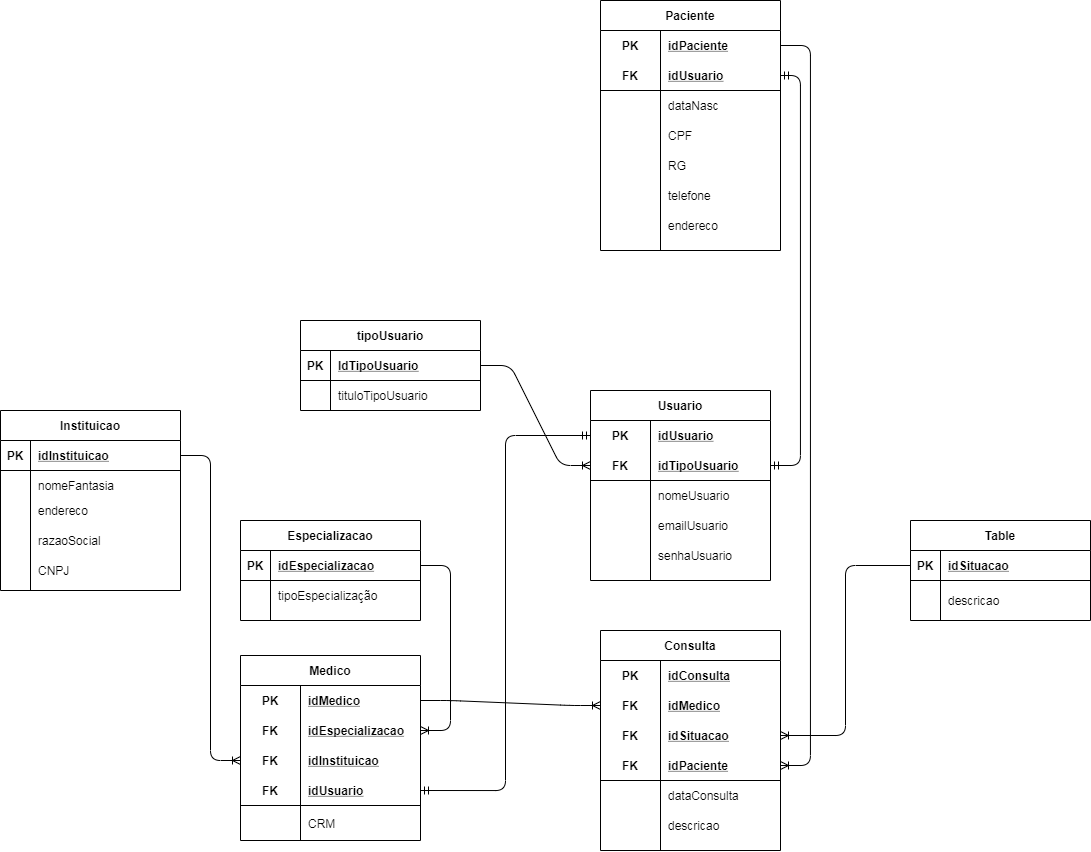 Paciente
PK idPaciente
FK idUsuario
dataNasc
CPF
RG
telefone
endereco
tipoUsuario
PK IdTipoUsuario
tituloTipoUsuario
Usuario
PK idUsuario
FK idTipoUsuario
nomeUsuario
emailUsuario
senhaUsuario
Instituicao
PK idInstituicao
nomeFantasia
endereco
razaoSocial
CNPJ
Especializacao
PK idEspecializacao
tipoEspecialização
Table
PK idSituacao
descricao
Medico
PK idMedico
FK idEspecializacao
FK idInstituicao
FK idUsuario
CRM
Consulta
PK idConsulta
FK idMedico
FK idSituacao
FK idPaciente
dataConsulta
descricao